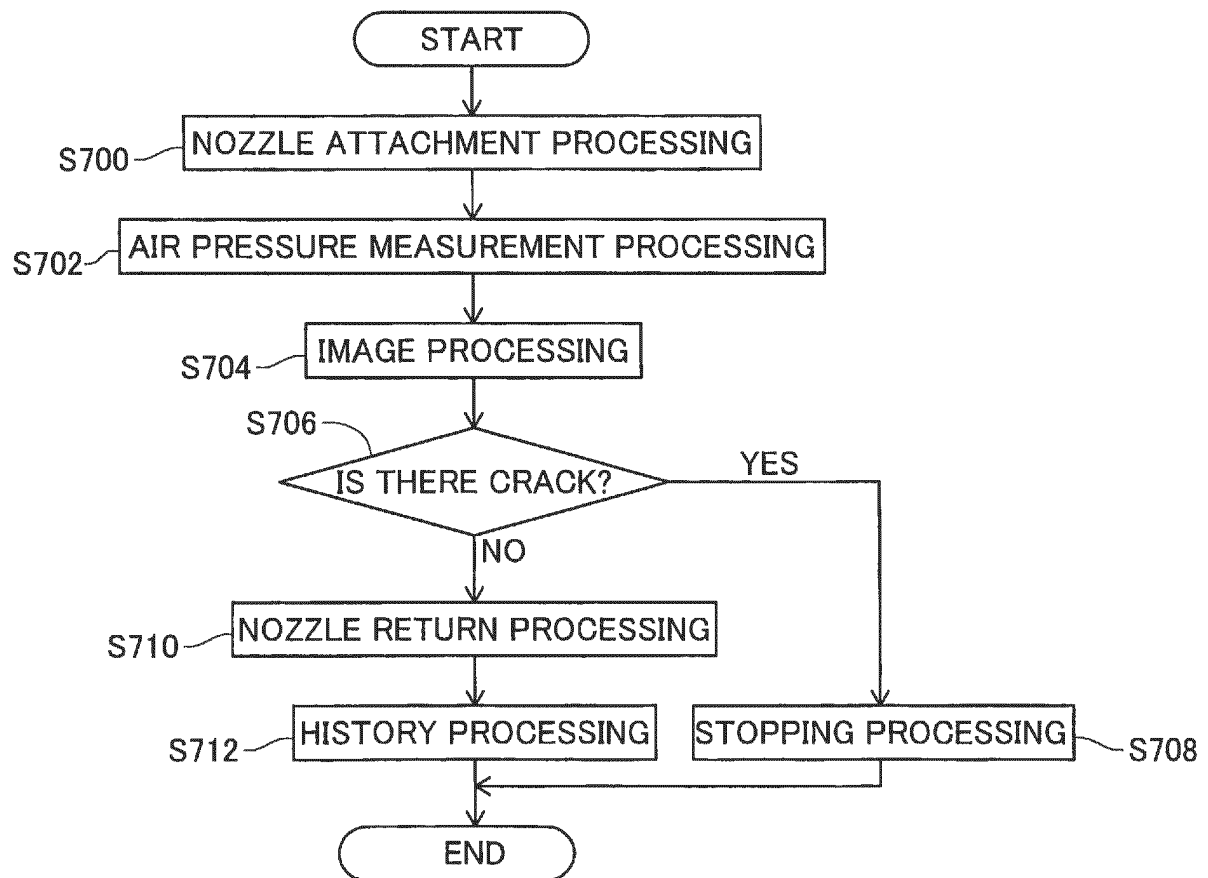 START
NOZZLE ATTACHMENT PROCESSING
S700
AIR PRESSURE MEASUREMENT PROCESSING
S702
IMAGE PROCESSING
S704
S706
IS THERE CRACK?
YES
NO
NOZZLE RETURN PROCESSING
S710
HISTORY PROCESSING
S712
STOPPING PROCESSING
S708
END